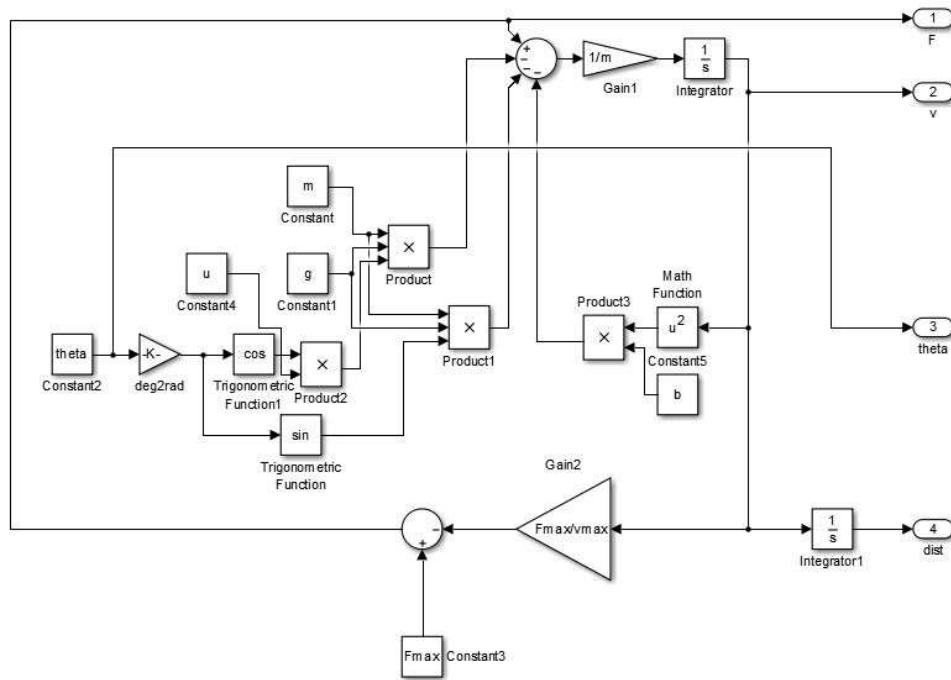 1
F
+
-
-
-
1/m
Gain1
1
s
Integrator
2
v
m
Constant
×
Product
g
Constant1
u
Constant4
×
Product1
Math
Function
u²
Product3
×
Constant5
b
3
theta
theta
Constant2
-K-
deg2rad
cos
Trigonometric
Function1
×
Product2
sin
Trigonometric
Function
Gain2
Fmax/vmax
-
+
1
s
Integrator1
4
dist
Fmax
Constant3